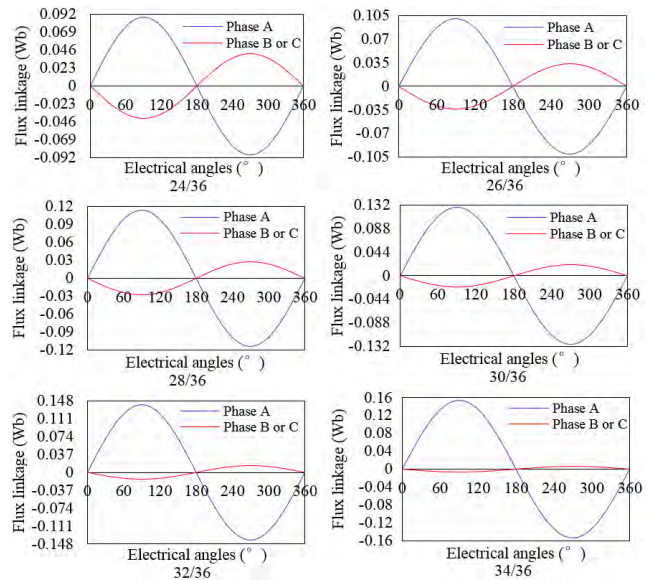 0.092
0.069
0.046
0.023
0
-0.023
-0.046
-0.069
-0.092
Flux linkage (Wb)
Phase A
Phase B or C
0 60 120 180 240 300 360
Electrical angles (°)
24/36
0.105
0.07
0.035
0
-0.035
-0.07
-0.105
Flux linkage (Wb)
Phase A
Phase B or C
0 60 120 180 240 300 360
Electrical angles (°)
26/36
0.12
0.09
0.06
0.03
0
-0.03
-0.06
-0.09
-0.12
Flux linkage (Wb)
Phase A
Phase B or C
0 60 120 180 240 300 360
Electrical angles (°)
28/36
0.132
0.088
0.044
0
-0.044
-0.088
-0.132
Flux linkage (Wb)
Phase A
Phase B or C
0 60 120 180 240 300 360
Electrical angles (°)
30/36
0.148
0.111
0.074
0.037
0
-0.037
-0.074
-0.111
-0.148
Flux linkage (Wb)
Phase A
Phase B or C
0 60 120 180 240 300 360
Electrical angles (°)
32/36
0.16
0.12
0.08
0.04
0
-0.04
-0.08
-0.12
-0.16
Flux linkage (Wb)
Phase A
Phase B or C
0 60 120 180 240 300 360
Electrical angles (°)
34/36